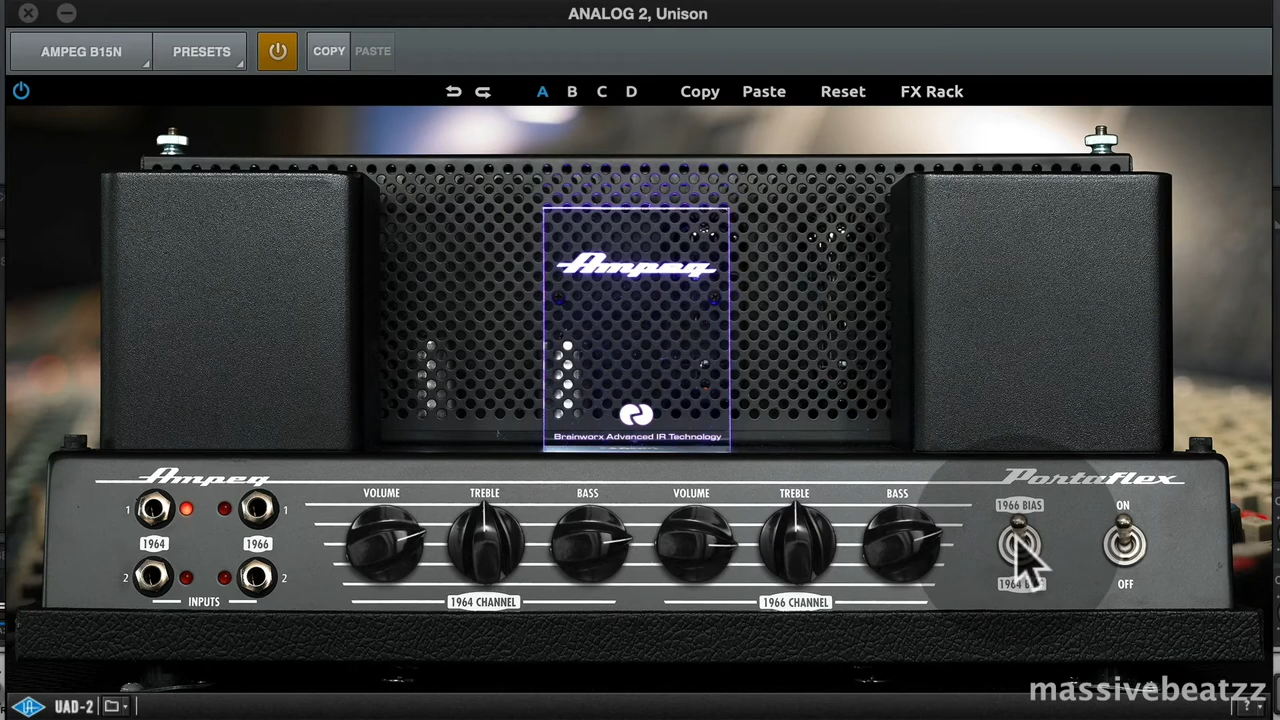 ANALOG 2, Unison
AMPEG B15N PRESETS COPY PASTE
A B C D Copy Paste Reset FX Rack
Ampeg
Brainworx Advanced IR Technology
Ampeg Portaflex
VOLUME TREBLE BASS VOLUME TREBLE BASS 1966 BIAS ON
1 1
1964 1966
2 2
OFF
INPUTS 1964 CHANNEL 1966 CHANNEL
massivebeatzz
UAD-2 ?